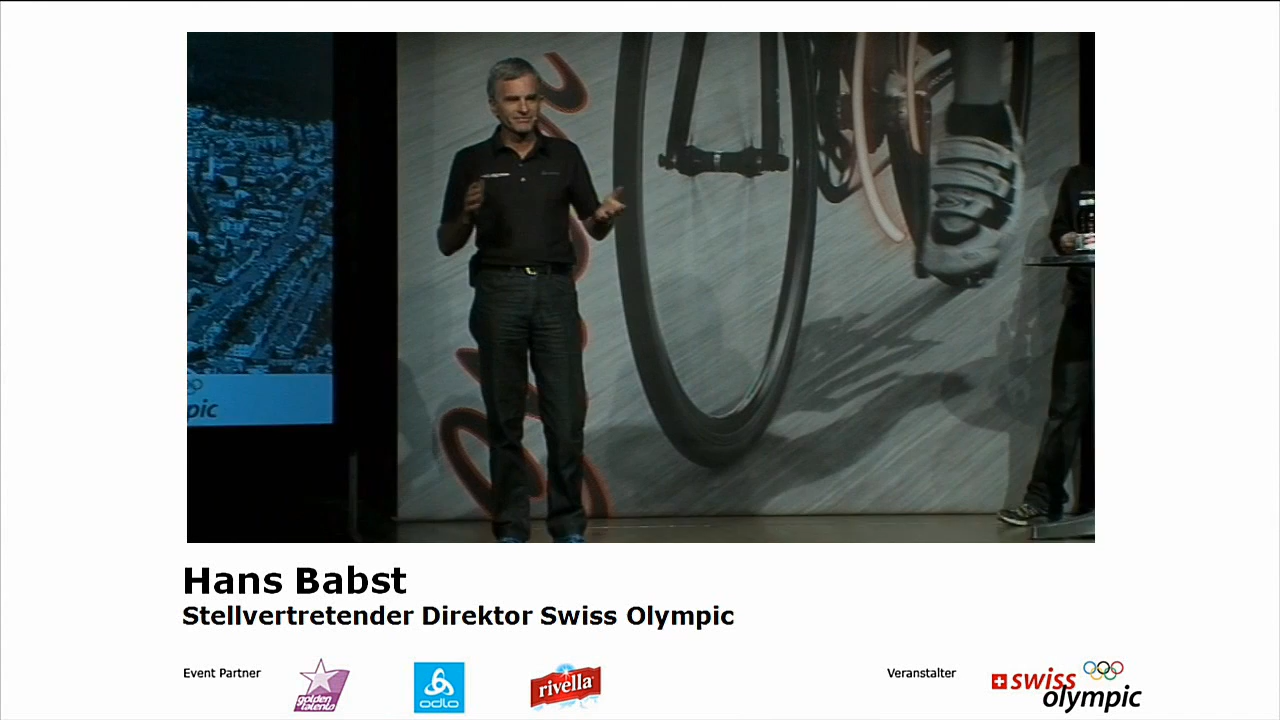 pic
Hans Babst
Stellvertretender Direktor Swiss Olympic
Event Partner
golden
talents
odlo
rivella
Veranstalter
swiss
olympic